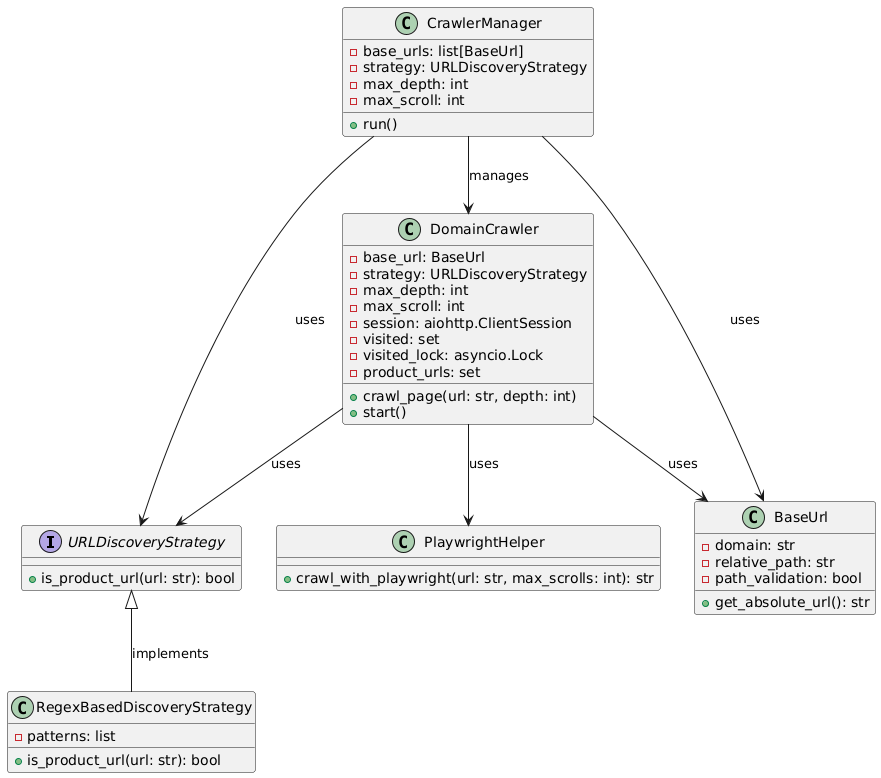 C CrawlerManager
base_urls: list[BaseUrl]
strategy: URLDiscoveryStrategy
max_depth: int
max_scroll: int
run()
manages
C DomainCrawler
base_url: BaseUrl
strategy: URLDiscoveryStrategy
max_depth: int
max_scroll: int
session: aiohttp.ClientSession
visited: set
visited_lock: asyncio.Lock
product_urls: set
crawl_page(url: str, depth: int)
start()
uses
uses
uses
uses
uses
I URLDiscoveryStrategy
is_product_url(url: str): bool
C PlaywrightHelper
crawl_with_playwright(url: str, max_scrolls: int): str
C BaseUrl
domain: str
relative_path: str
path_validation: bool
get_absolute_url(): str
implements
C RegexBasedDiscoveryStrategy
patterns: list
is_product_url(url: str): bool